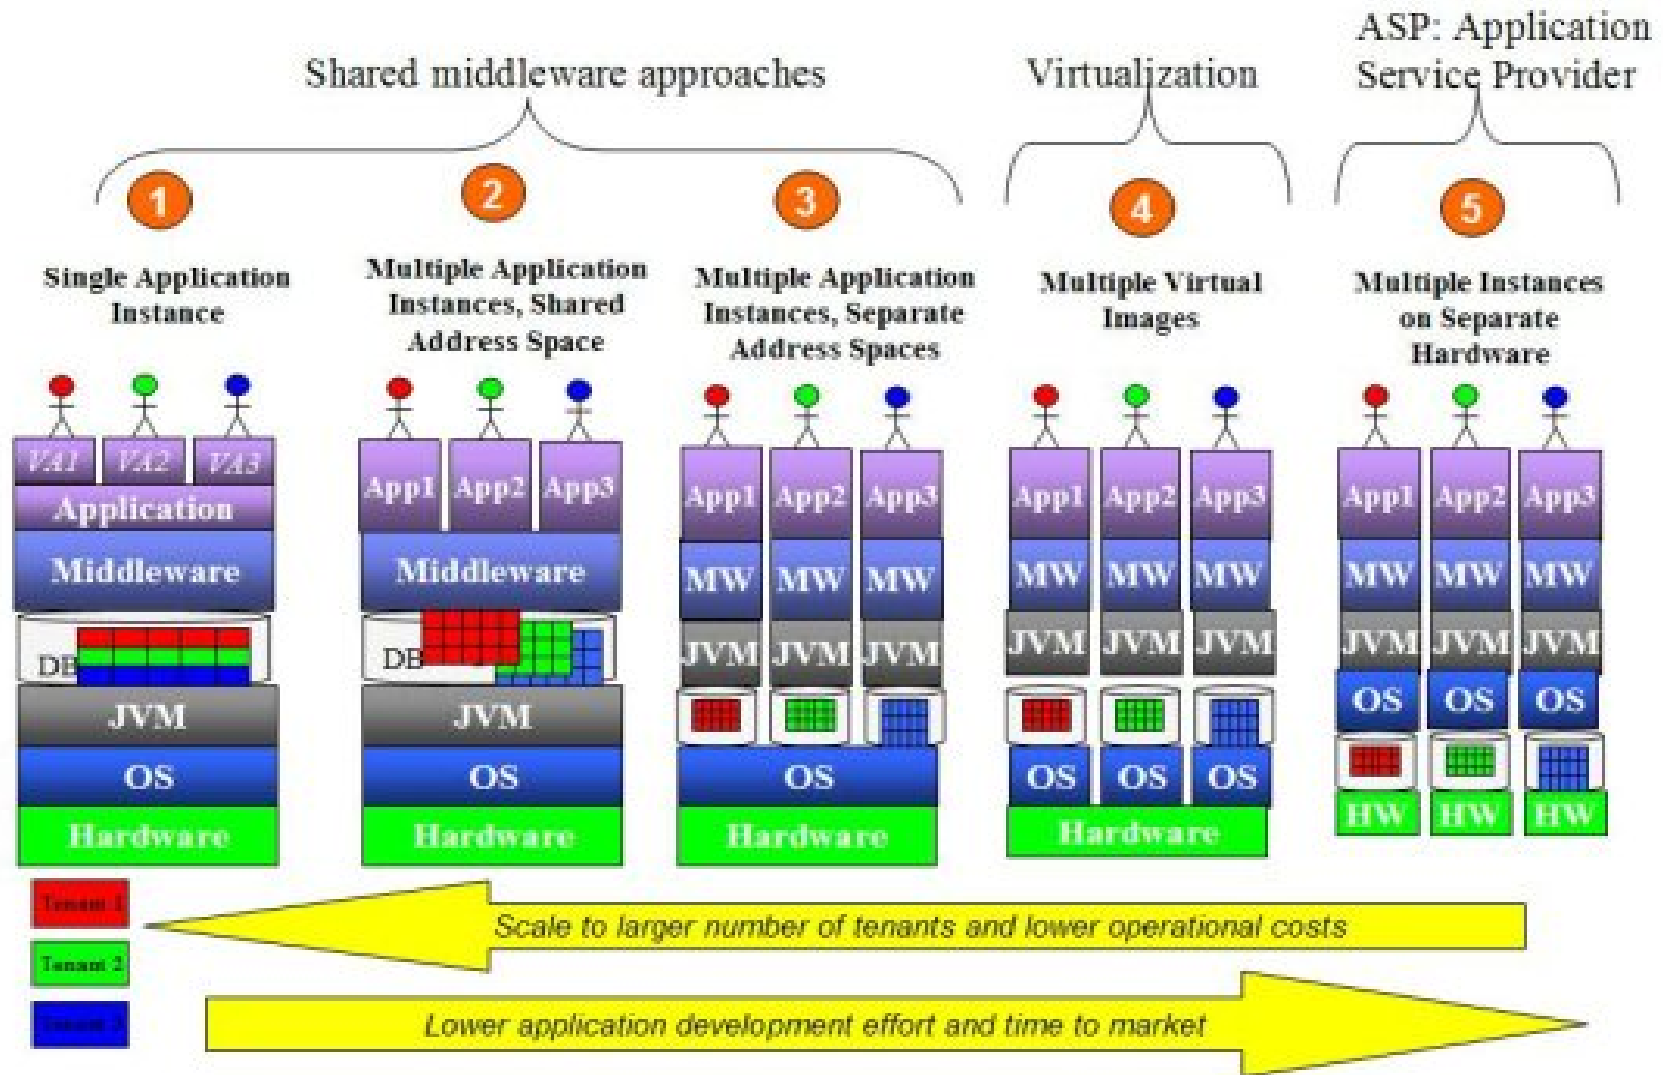 Shared middleware approaches
Virtualization
ASP: Application
Service Provider
1
2
3
4
5
Single Application
Instance
Multiple Application
Instances, Shared
Address Space
Multiple Application
Instances, Separate
Address Spaces
Multiple Virtual
Images
Multiple Instances
on Separate
Hardware
VA1 VA2 VA3
Application
Middleware
DB
JVM
OS
Hardware
App1 App2 App3
Middleware
DB
JVM
OS
Hardware
App1 App2 App3
MW MW MW
JVM JVM JVM
OS
Hardware
App1 App2 App3
MW MW MW
JVM JVM JVM
OS OS OS
Hardware
App1 App2 App3
MW MW MW
JVM JVM JVM
OS OS OS
HW HW HW
Tenant 1
Tenant 2
Tenant 3
Scale to larger number of tenants and lower operational costs
Lower application development effort and time to market